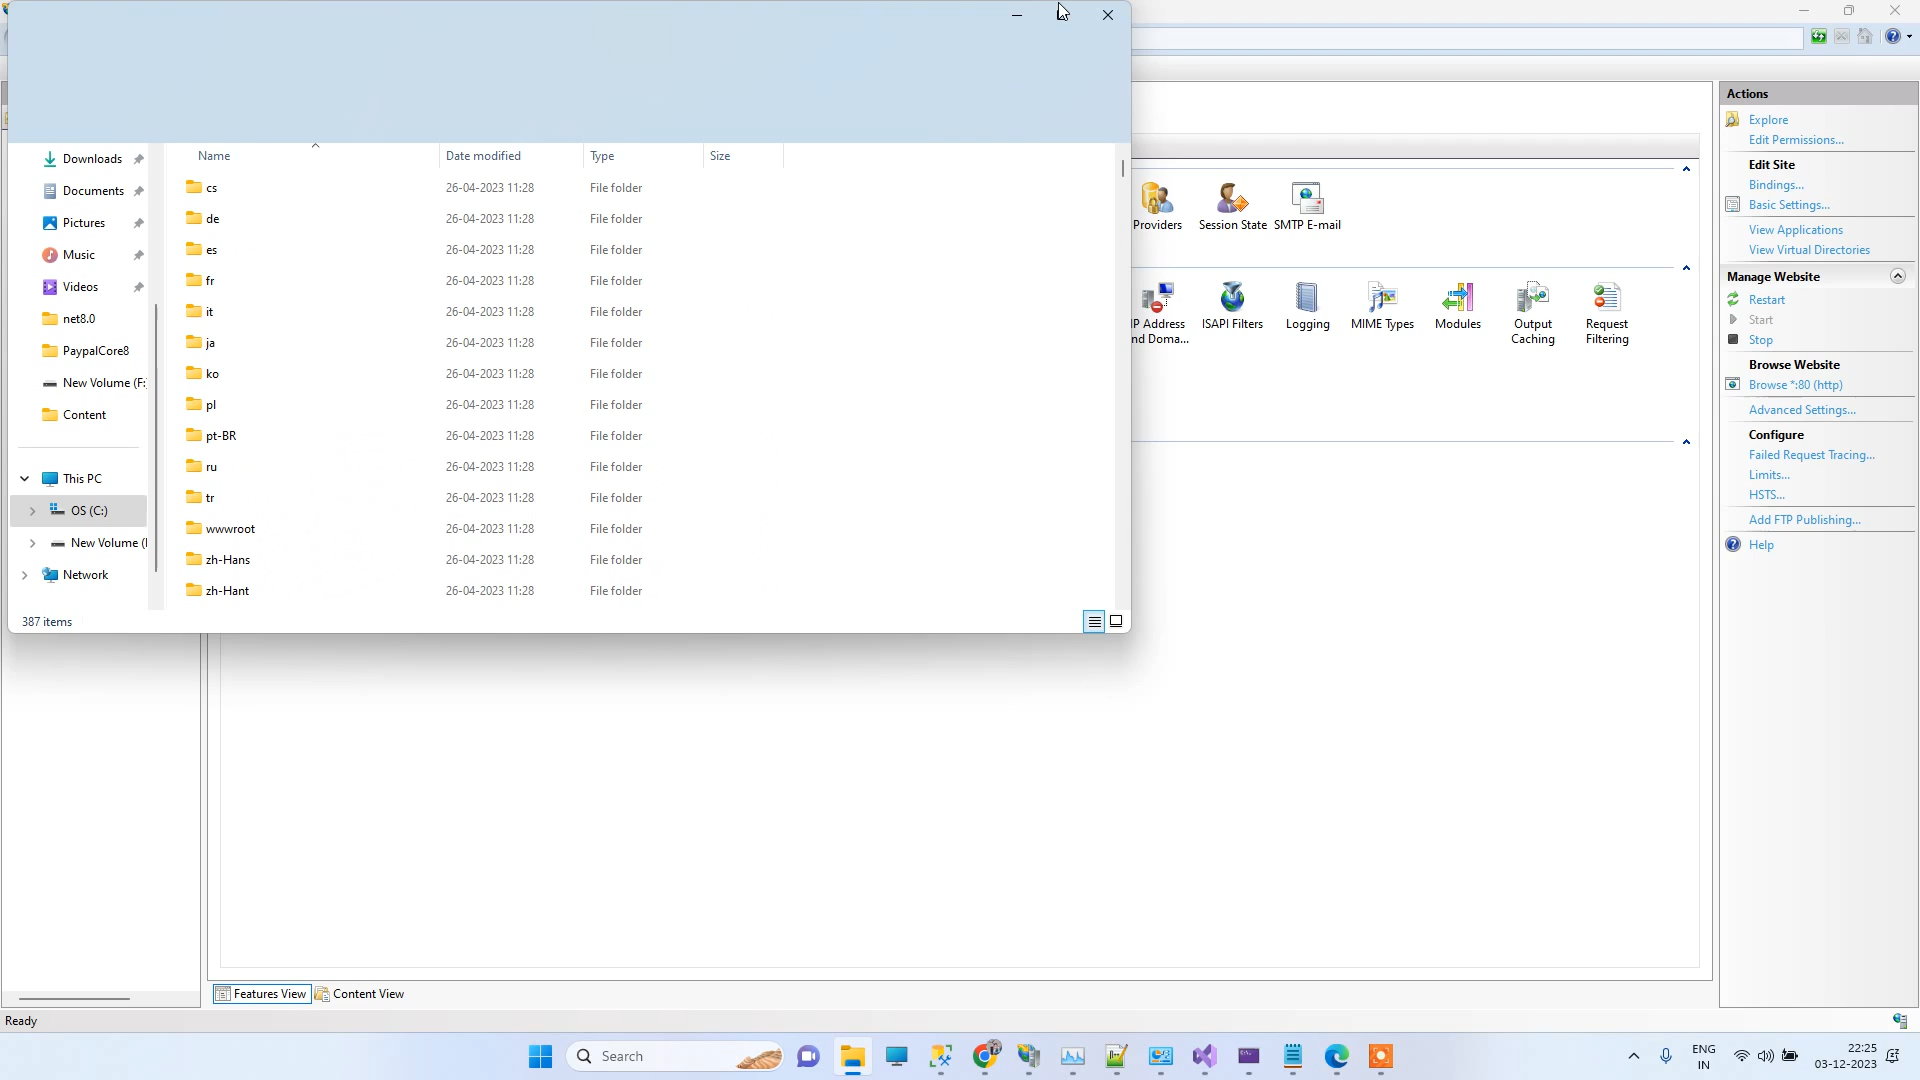 Name
Date modified
Type
Size
Downloads
Documents
Pictures
Music
Videos
net8.0
PaypalCore8
New Volume (F:
Content
This PC
OS (C:)
New Volume (
Network
cs 26-04-2023 11:28 File folder
de 26-04-2023 11:28 File folder
es 26-04-2023 11:28 File folder
fr 26-04-2023 11:28 File folder
it 26-04-2023 11:28 File folder
ja 26-04-2023 11:28 File folder
ko 26-04-2023 11:28 File folder
pl 26-04-2023 11:28 File folder
pt-BR 26-04-2023 11:28 File folder
ru 26-04-2023 11:28 File folder
tr 26-04-2023 11:28 File folder
wwwroot 26-04-2023 11:28 File folder
zh-Hans 26-04-2023 11:28 File folder
zh-Hant 26-04-2023 11:28 File folder
387 items
Providers
Session State
SMTP E-mail
IP Address
nd Doma...
ISAPI Filters
Logging
MIME Types
Modules
Output
Caching
Request
Filtering
Actions
Explore
Edit Permissions...
Edit Site
Bindings...
Basic Settings...
View Applications
View Virtual Directories
Manage Website
Restart
Start
Stop
Browse Website
Browse *:80 (http)
Advanced Settings...
Configure
Failed Request Tracing...
Limits...
HSTS...
Add FTP Publishing...
Help
Features View
Content View
Ready
Search
ENG
IN
22:25
03-12-2023